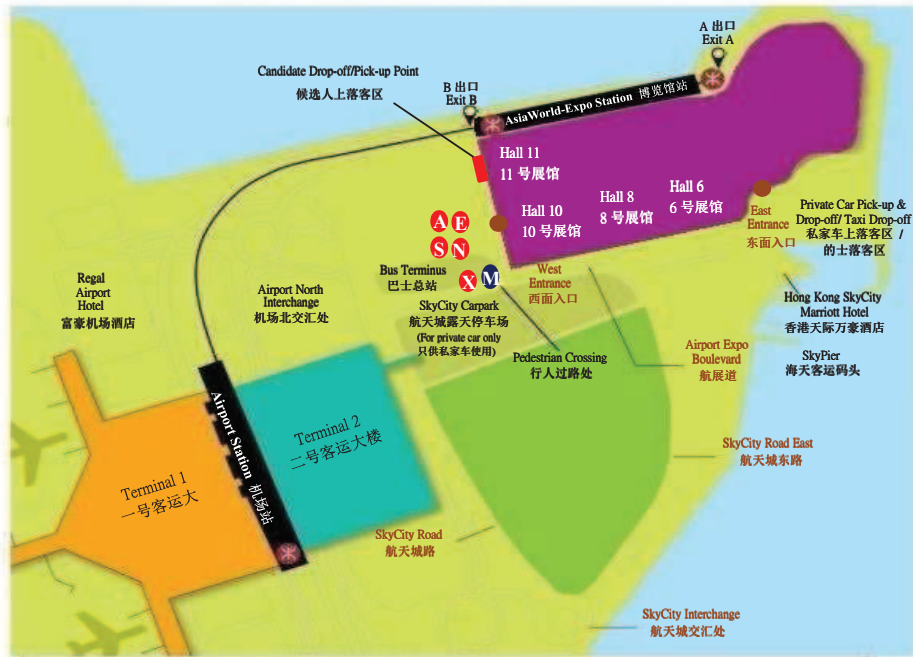 A 出口
Exit A
Candidate Drop-off/Pick-up Point
候选人上落客区
B 出口
Exit B
AsiaWorld-Expo Station 博览馆站
Hall 11
11 号展馆
Hall 10
10 号展馆
Hall 8
8 号展馆
Hall 6
6 号展馆
East
Entrance
东面入口
Private Car Pick-up &
Drop-off/ Taxi Drop-off
私家车上落客区 /
的士落客区
A E
S N
X M
Bus Terminus
巴士总站
West
Entrance
西面入口
Regal
Airport
Hotel
富豪机场酒店
Airport North
Interchange
机场北交汇处
SkyCity Carpark
航天城露天停车场
(For private car only
只供私家车使用)
Hong Kong SkyCity
Marriott Hotel
香港天际万豪酒店
Pedestrian Crossing
行人过路处
Airport Expo
Boulevard
航展道
SkyPier
海天客运码头
Airport Station 机场站
Terminal 2
二号客运大楼
Terminal 1
一号客运大
SkyCity Road East
航天城东路
SkyCity Road
航天城路
SkyCity Interchange
航天城交汇处